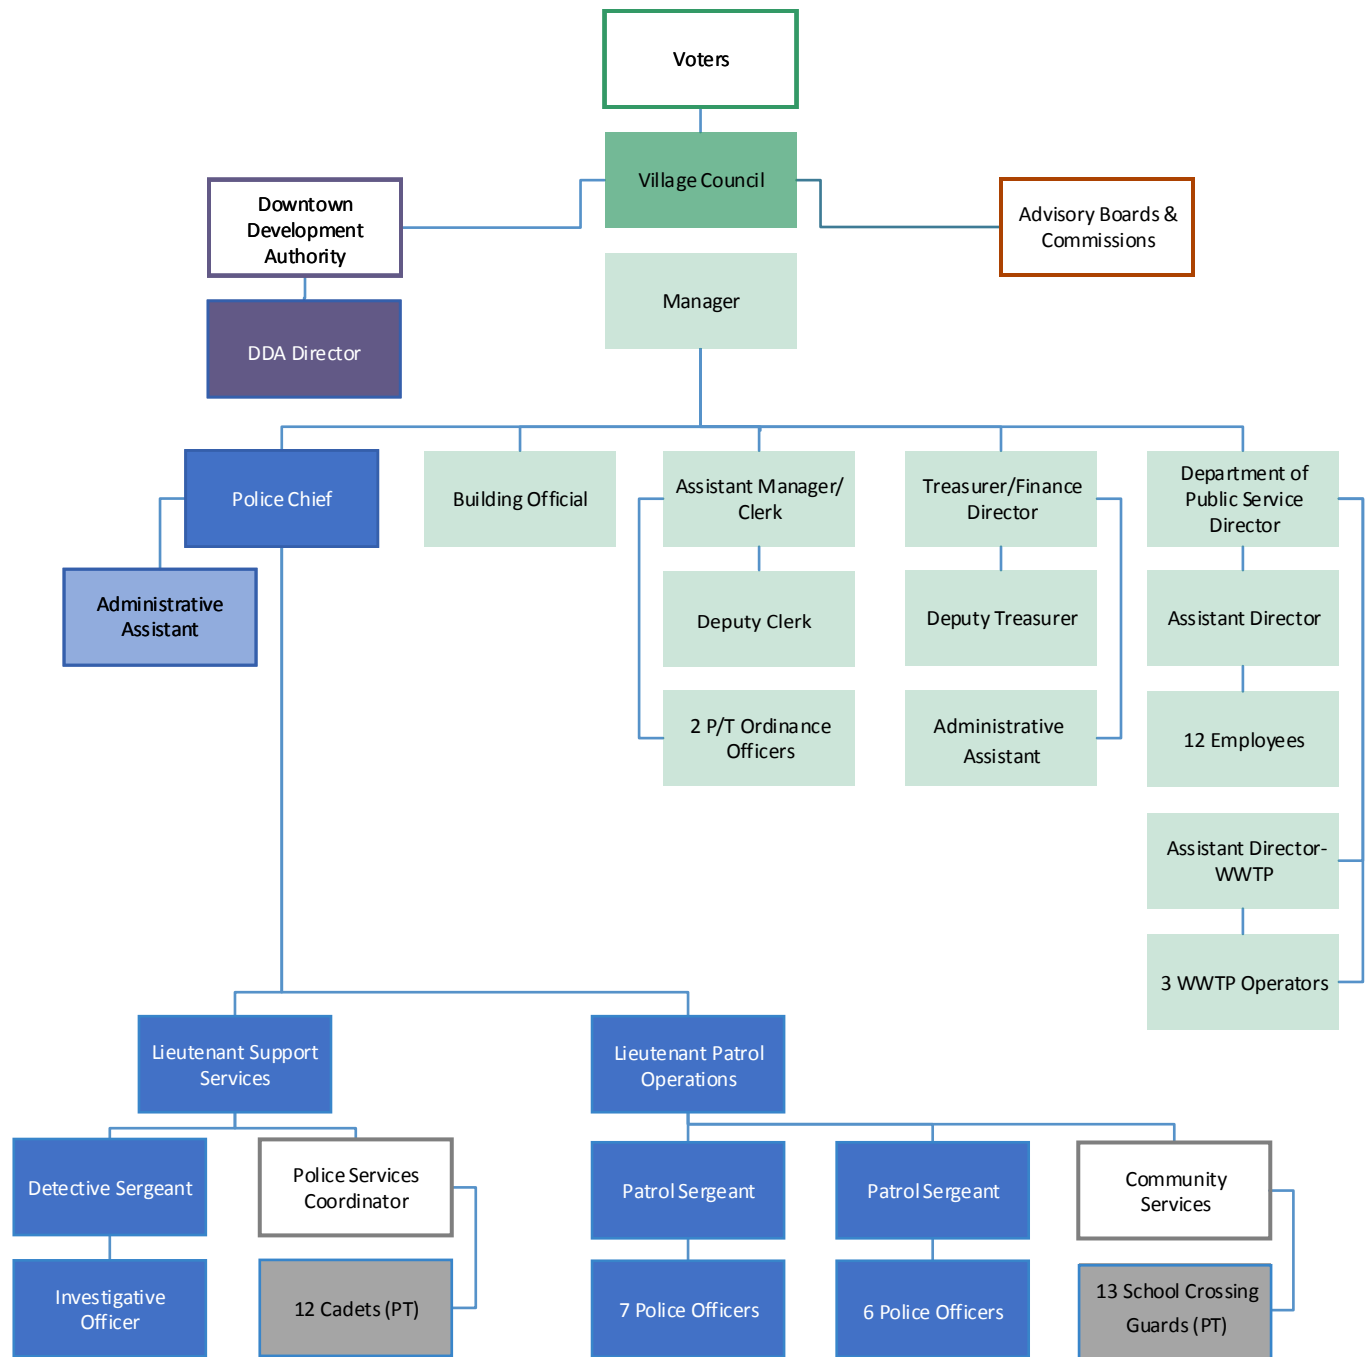 Voters
Village Council
Downtown
Development
Authority
Advisory Boards &
Commissions
Manager
DDA Director
Police Chief
Building Official
Assistant Manager/
Clerk
Treasurer/Finance
Director
Department of
Public Service
Director
Administrative
Assistant
Deputy Clerk
Deputy Treasurer
Assistant Director
2 P/T Ordinance
Officers
Administrative
Assistant
12 Employees
Assistant Director-
WWTP
3 WWTP Operators
Lieutenant Support
Services
Lieutenant Patrol
Operations
Detective Sergeant
Police Services
Coordinator
Patrol Sergeant
Patrol Sergeant
Community
Services
Investigative
Officer
12 Cadets (PT)
7 Police Officers
6 Police Officers
13 School Crossing
Guards (PT)